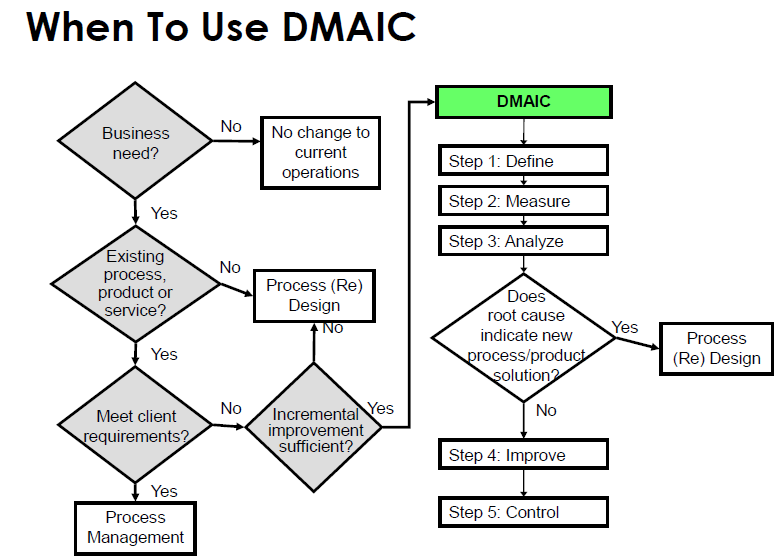 When To Use DMAIC
Business
need?
No
No change to
current
operations
Yes
Existing
process,
product or
service?
No
Process (Re)
Design
No
Yes
Meet client
requirements?
No
Incremental
improvement
sufficient?
Yes
Yes
Process
Management
DMAIC
Step 1: Define
Step 2: Measure
Step 3: Analyze
Does
root cause
indicate new
process/product
solution?
Yes
Process
(Re) Design
No
Step 4: Improve
Step 5: Control